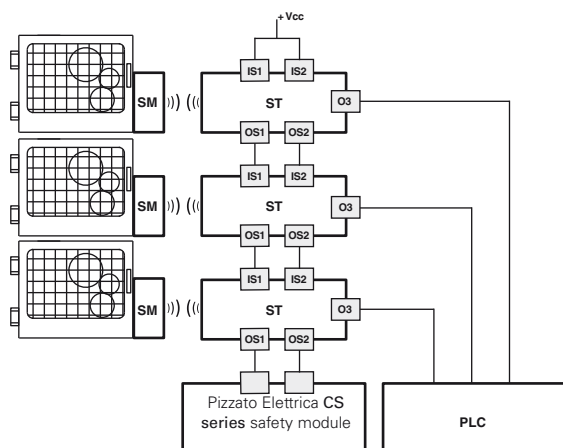 +Vcc
IS1 IS2
SM ST O3
OS1 OS2
IS1 IS2
SM ST O3
OS1 OS2
IS1 IS2
SM ST O3
OS1 OS2
Pizzato Elettrica CS
series safety module
PLC